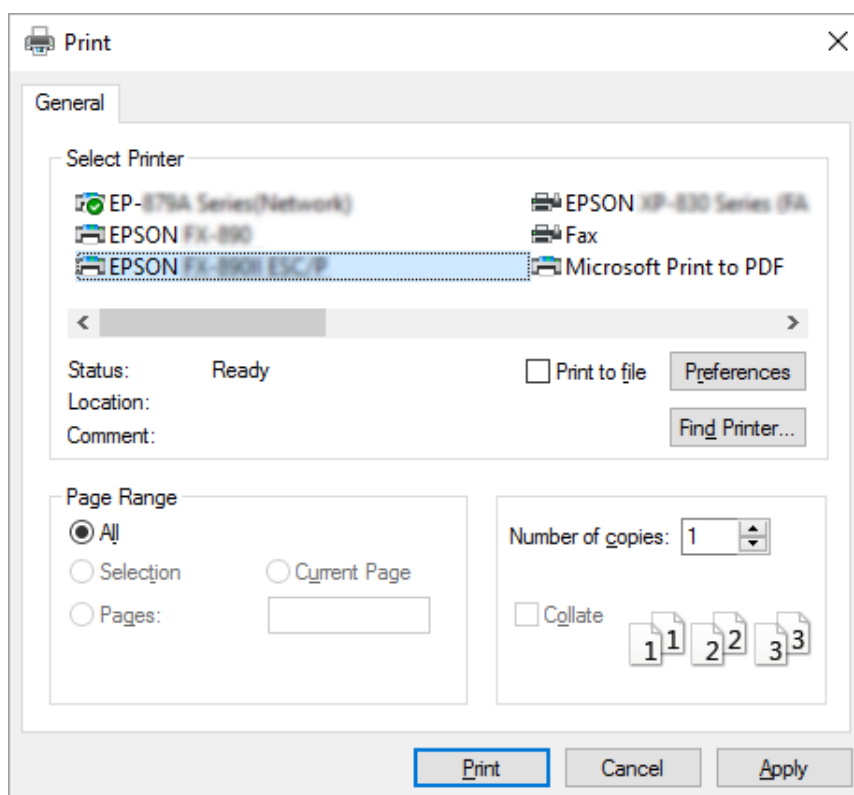 Print
General
Select Printer
EP-
EPSON
EPSON
EPSON
Fax
Microsoft Print to PDF
Status: Ready
Location:
Comment:
Print to file
Preferences
Find Printer...
Page Range
All
Selection
Current Page
Pages:
Number of copies: 1
Collate
1 1 2 2 3 3
Print Cancel Apply